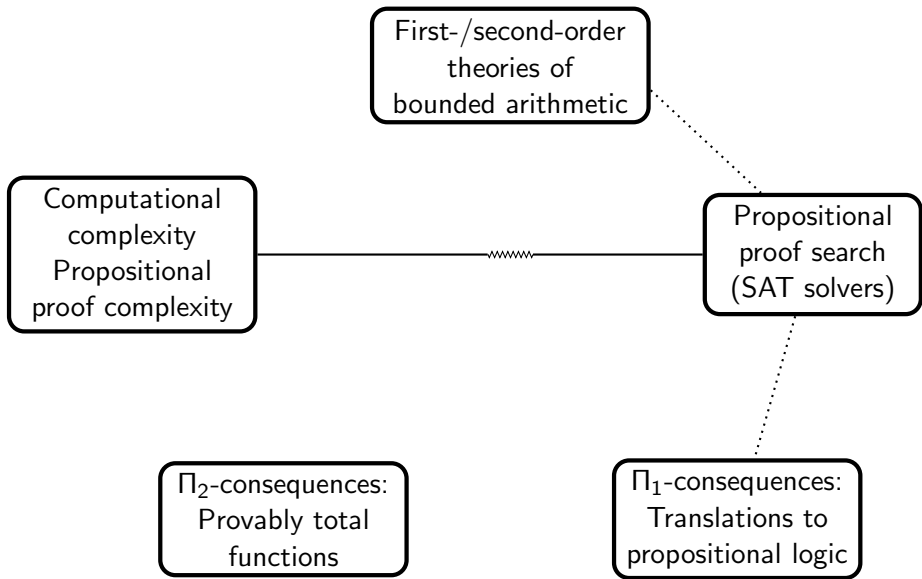 First-/second-order
theories of
bounded arithmetic
Computational
complexity
Propositional
proof complexity
Propositional
proof search
(SAT solvers)
Π₂-consequences:
Provably total
functions
Π₁-consequences:
Translations to
propositional logic